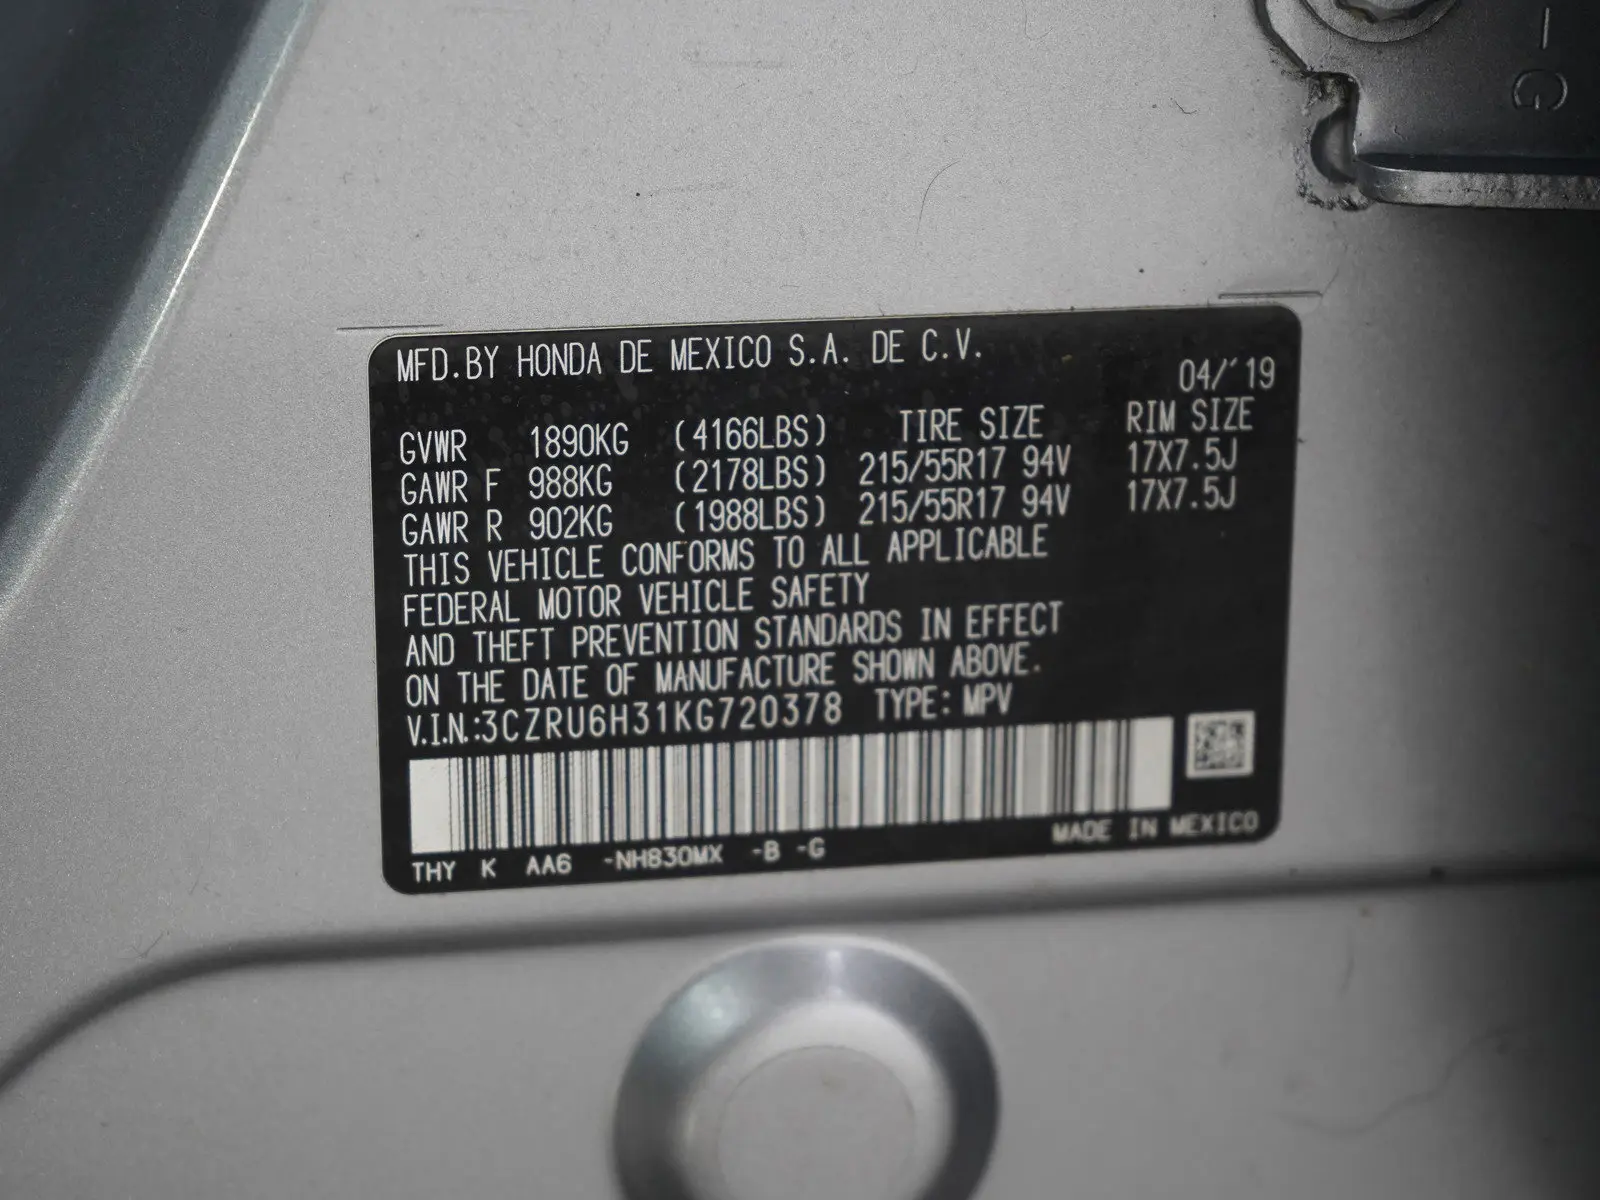 - G
MFD.BY HONDA DE MEXICO S.A. DE C.V.
04/'19
GVWR 1890KG (4166LBS) TIRE SIZE RIM SIZE
GAWR F 988KG (2178LBS) 215/55R17 94V 17X7.5J
GAWR R 902KG (1988LBS) 215/55R17 94V 17X7.5J
THIS VEHICLE CONFORMS TO ALL APPLICABLE
FEDERAL MOTOR VEHICLE SAFETY
AND THEFT PREVENTION STANDARDS IN EFFECT
ON THE DATE OF MANUFACTURE SHOWN ABOVE.
V.I.N.:3CZRU6H31KG720378 TYPE: MPV
MADE IN MEXICO
THY K AA6 -NH830MX -B -G